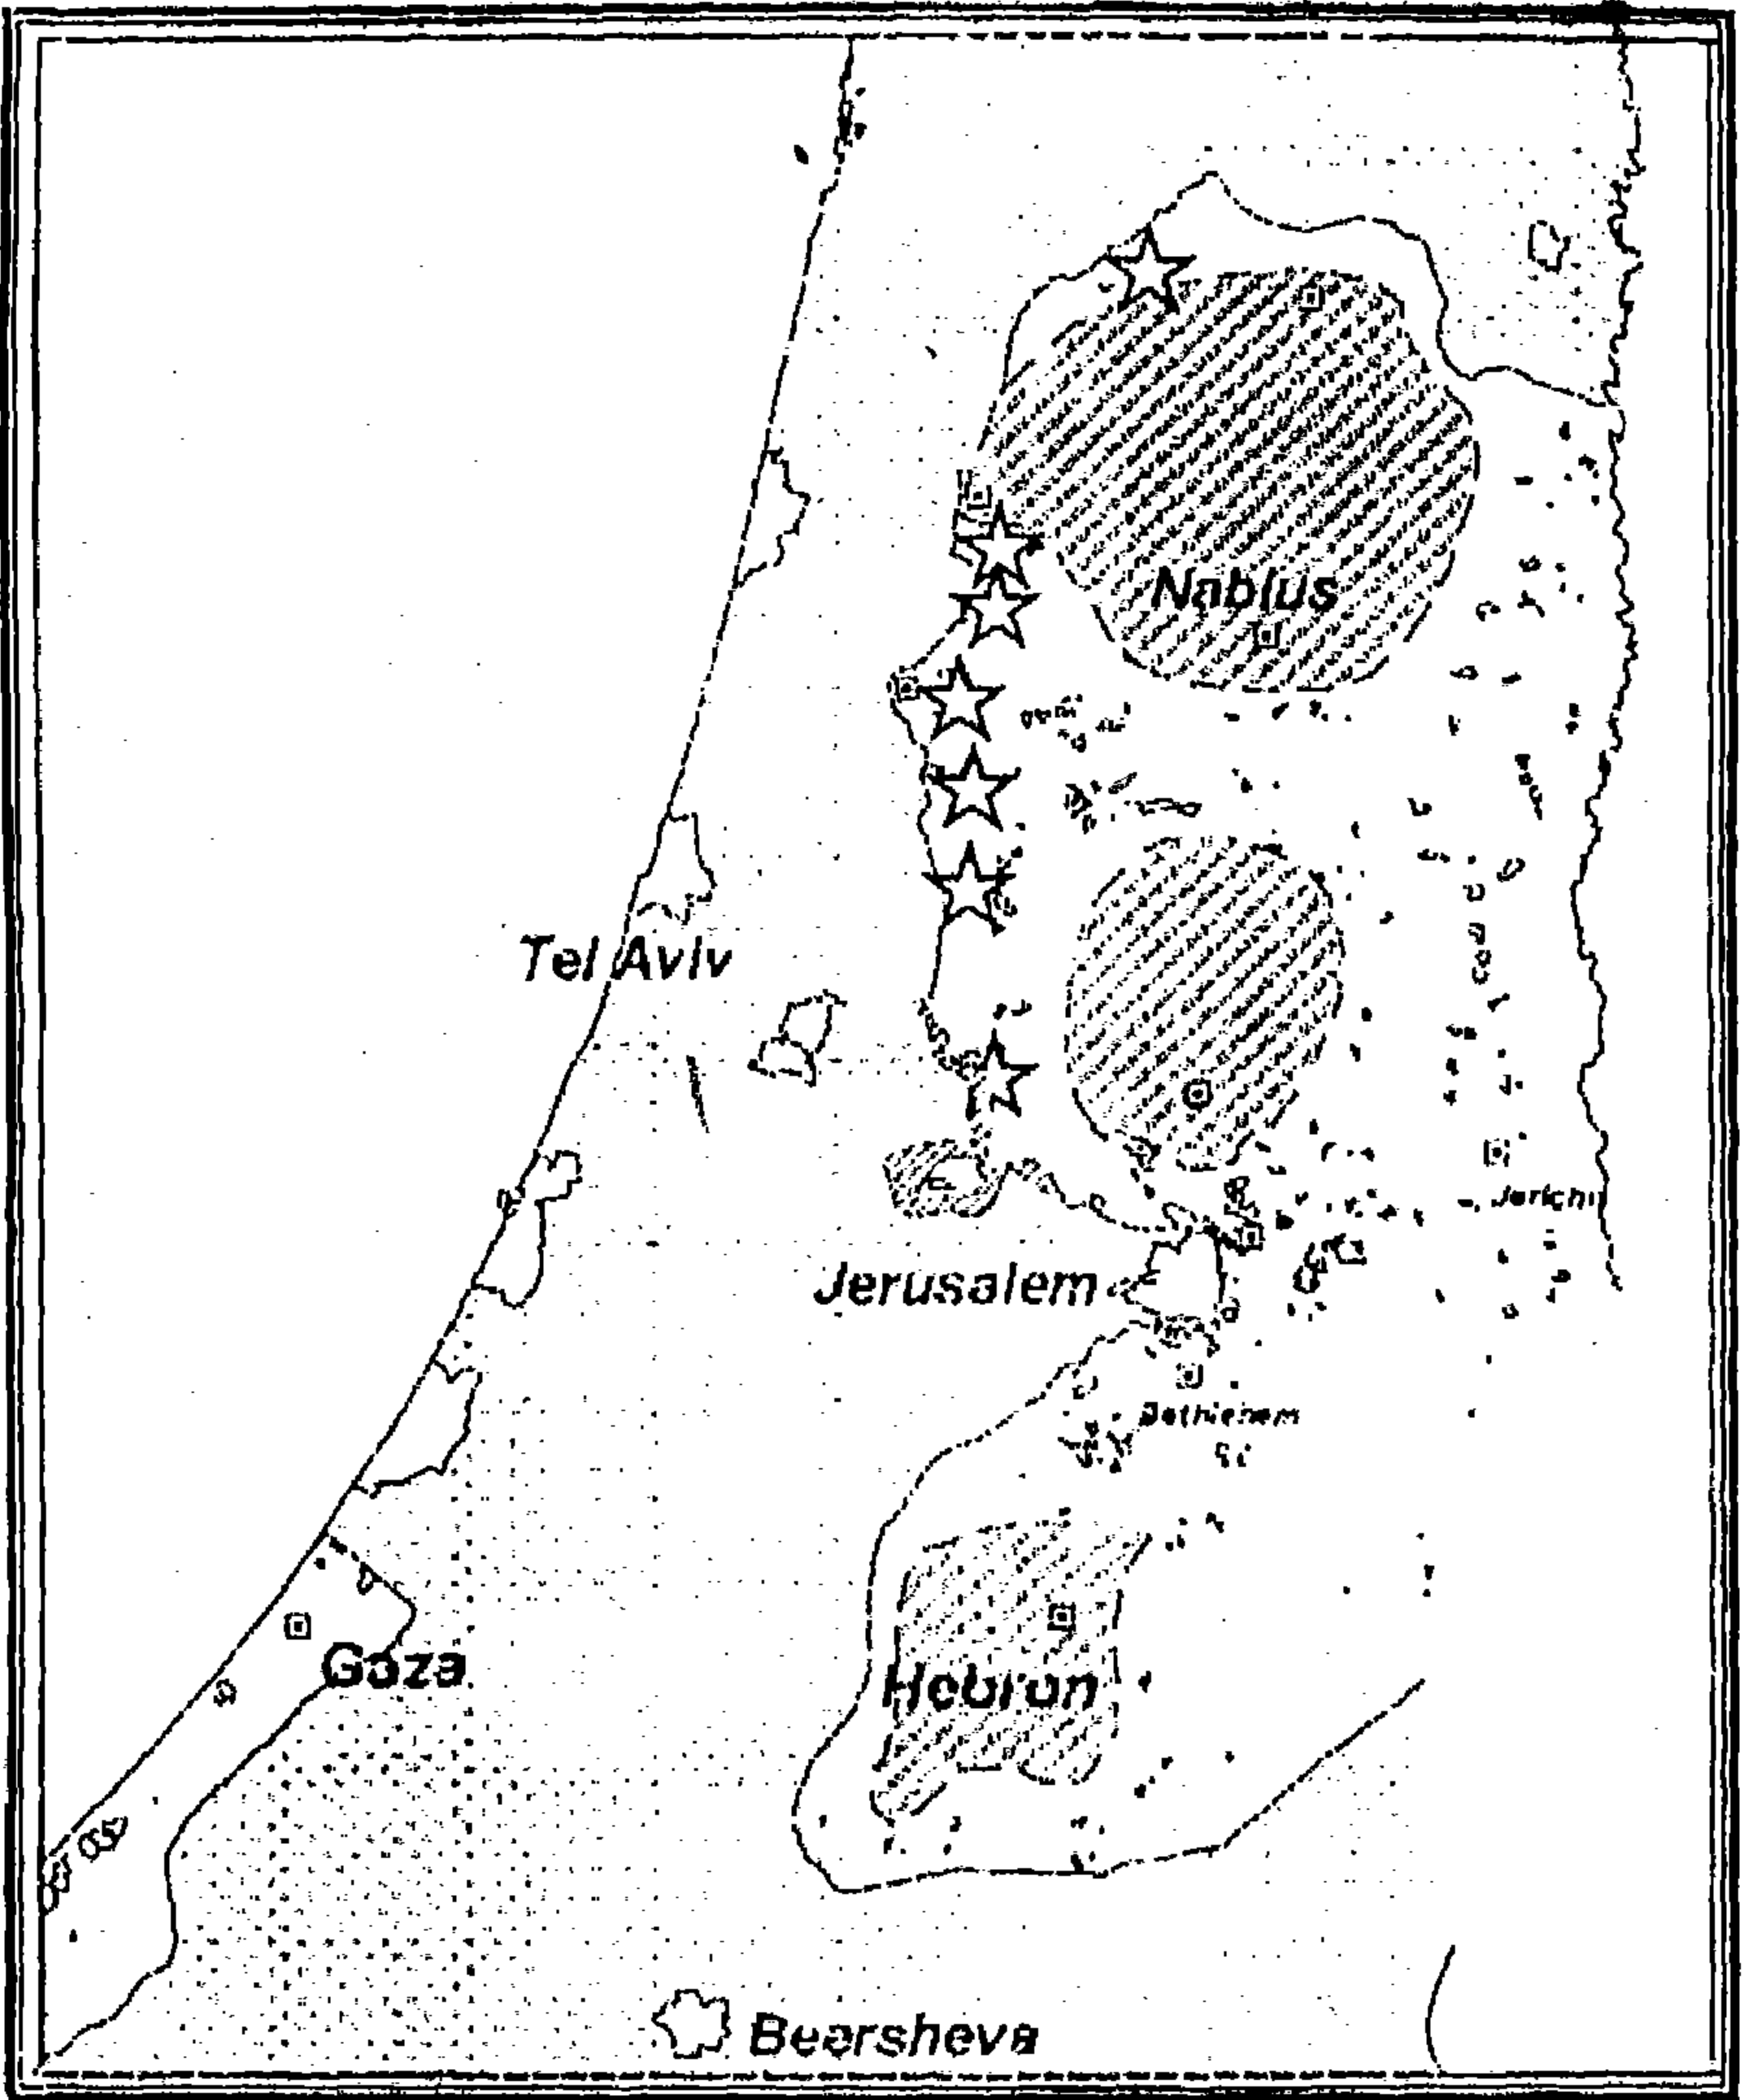 Nablus
Tel Aviv
Jericho
Jerusalem
Bethlehem
Gaza
Hebron
Beersheva